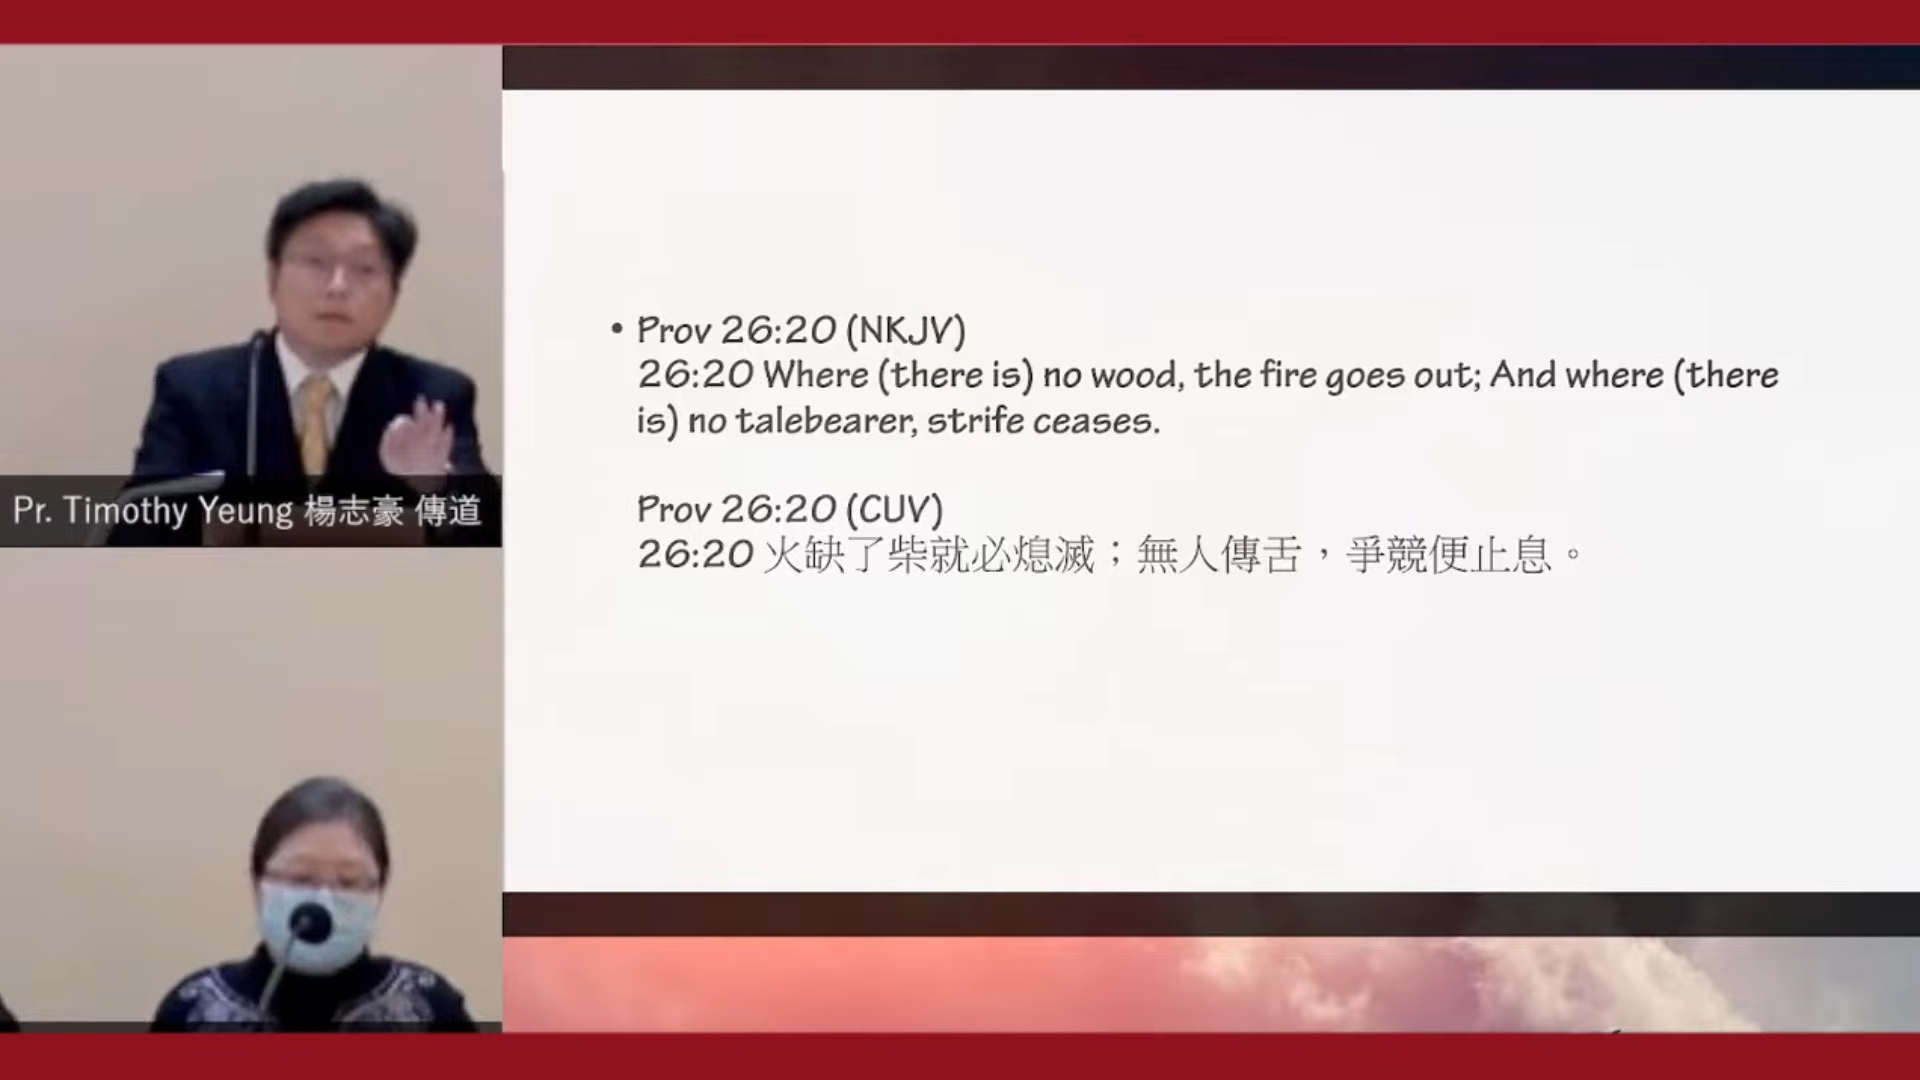 Pr. Timothy Yeung 楊志豪 傳道
• Prov 26:20 (NKJV)
26:20 Where (there is) no wood, the fire goes out; And where (there
is) no talebearer, strife ceases.
Prov 26:20 (CUV)
26:20 火缺了柴就必熄滅；無人傳舌，爭競便止息。